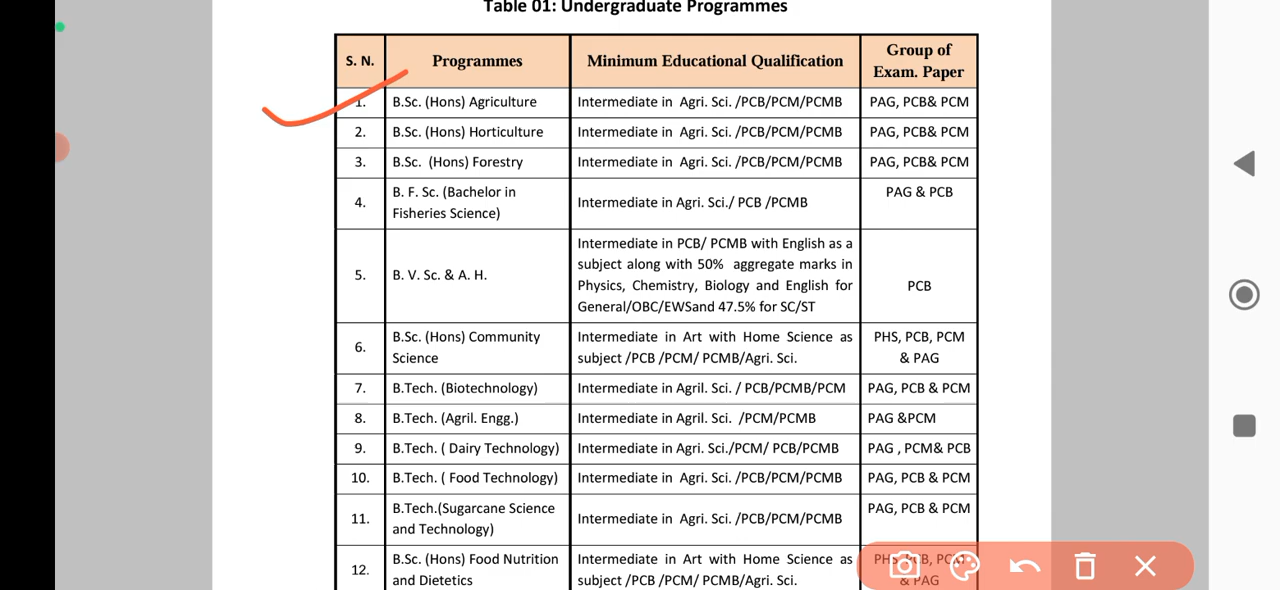 Table 01: Undergraduate Programmes
S. N. Programmes Minimum Educational Qualification Group of
Exam. Paper
1. B.Sc. (Hons) Agriculture Intermediate in Agri. Sci. /PCB/PCM/PCMB PAG, PCB& PCM
2. B.Sc. (Hons) Horticulture Intermediate in Agri. Sci. /PCB/PCM/PCMB PAG, PCB& PCM
3. B.Sc. (Hons) Forestry Intermediate in Agri. Sci. /PCB/PCM/PCMB PAG, PCB& PCM
4. B. F. Sc. (Bachelor in
Fisheries Science) Intermediate in Agri. Sci./ PCB /PCMB PAG & PCB
5. B. V. Sc. & A. H. Intermediate in PCB/ PCMB with English as a
subject along with 50% aggregate marks in
Physics, Chemistry, Biology and English for
General/OBC/EWSand 47.5% for SC/ST PCB
6. B.Sc. (Hons) Community
Science Intermediate in Art with Home Science as
subject /PCB /PCM/ PCMB/Agri. Sci. PHS, PCB, PCM
& PAG
7. B.Tech. (Biotechnology) Intermediate in Agril. Sci. / PCB/PCMB/PCM PAG, PCB & PCM
8. B.Tech. (Agril. Engg.) Intermediate in Agril. Sci. /PCM/PCMB PAG &PCM
9. B.Tech. ( Dairy Technology) Intermediate in Agri. Sci./PCM/ PCB/PCMB PAG , PCM& PCB
10. B.Tech. ( Food Technology) Intermediate in Agri. Sci. /PCB/PCM/PCMB PAG, PCB & PCM
11. B.Tech.(Sugarcane Science
and Technology) Intermediate in Agri. Sci. /PCB/PCM/PCMB PAG, PCB & PCM
12. B.Sc. (Hons) Food Nutrition
and Dietetics Intermediate in Art with Home Science as
subject /PCB /PCM/ PCMB/Agri. Sci. & PAG